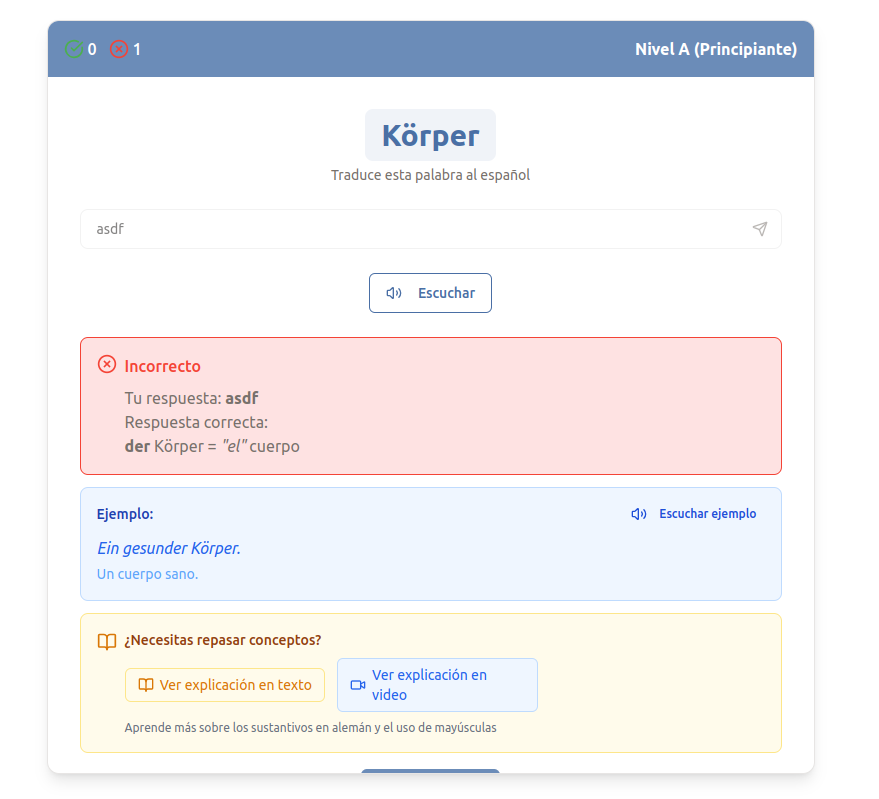 0 1 Nivel A (Principiante)
Körper
Traduce esta palabra al español
asdf
Escuchar
Incorrecto
Tu respuesta: asdf
Respuesta correcta:
der Körper = "el" cuerpo
Ejemplo: Escuchar ejemplo
Ein gesunder Körper.
Un cuerpo sano.
¿Necesitas repasar conceptos?
Ver explicación en texto
Ver explicación en
video
Aprende más sobre los sustantivos en alemán y el uso de mayúsculas